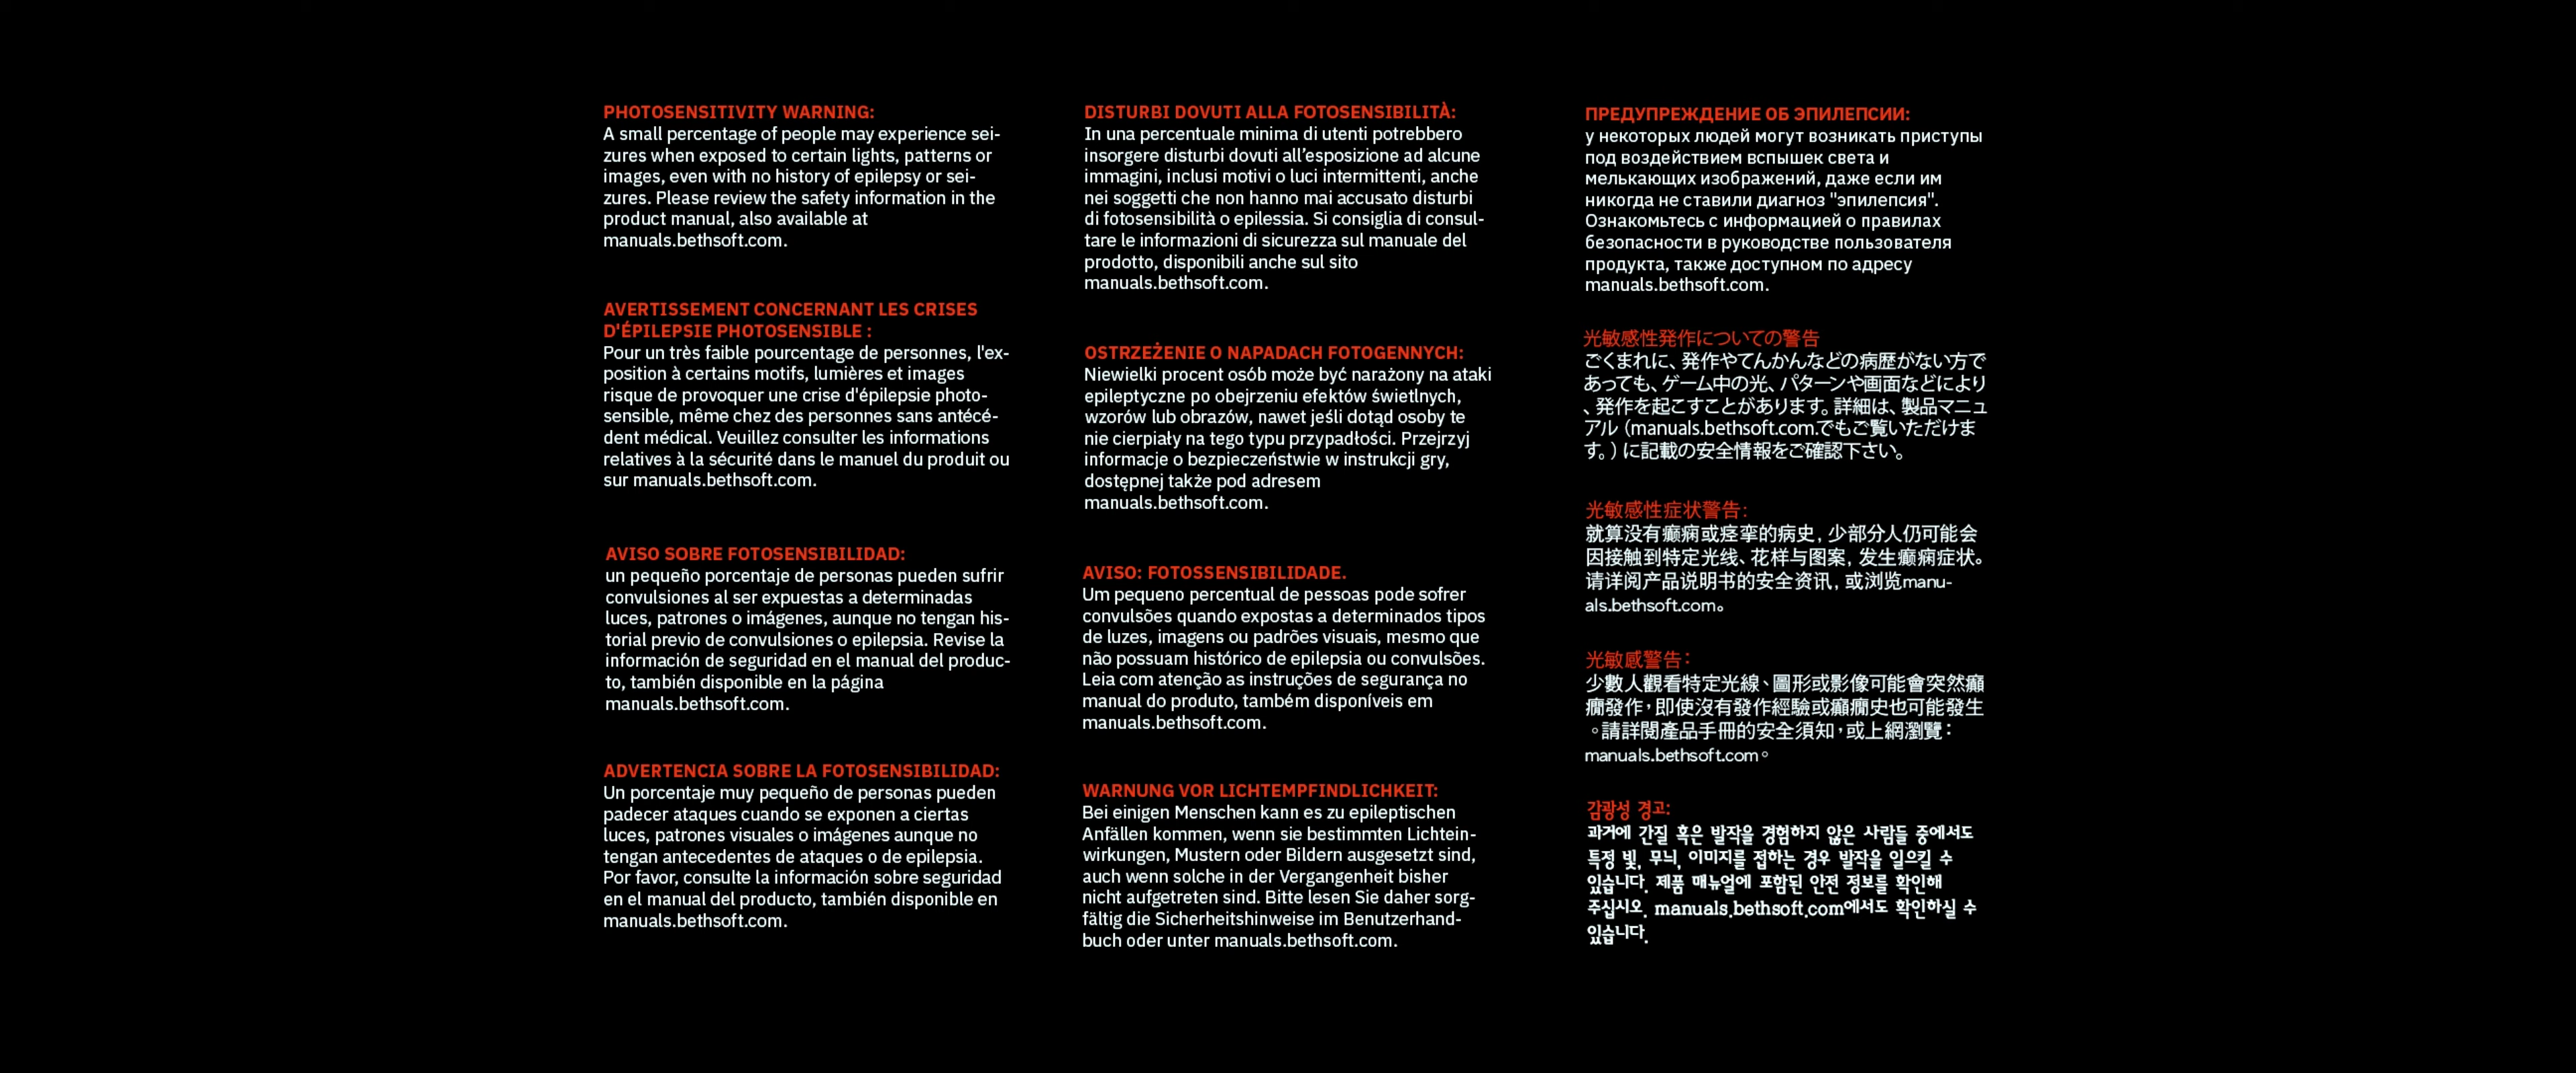 PHOTOSENSITIVITY WARNING:
A small percentage of people may experience sei-
zures when exposed to certain lights, patterns or
images, even with no history of epilepsy or sei-
zures. Please review the safety information in the
product manual, also available at
manuals.bethsoft.com.
AVERTISSEMENT CONCERNANT LES CRISES
D'ÉPILEPSIE PHOTOSENSIBLE :
Pour un très faible pourcentage de personnes, l'ex-
position à certains motifs, lumières et images
risque de provoquer une crise d'épilepsie photo-
sensible, même chez des personnes sans antécé-
dent médical. Veuillez consulter les informations
relatives à la sécurité dans le manuel du produit ou
sur manuals.bethsoft.com.
AVISO SOBRE FOTOSENSIBILIDAD:
un pequeño porcentaje de personas pueden sufrir
convulsiones al ser expuestas a determinadas
luces, patrones o imágenes, aunque no tengan his-
torial previo de convulsiones o epilepsia. Revise la
información de seguridad en el manual del produc-
to, también disponible en la página
manuals.bethsoft.com.
ADVERTENCIA SOBRE LA FOTOSENSIBILIDAD:
Un porcentaje muy pequeño de personas pueden
padecer ataques cuando se exponen a ciertas
luces, patrones visuales o imágenes aunque no
tengan antecedentes de ataques o de epilepsia.
Por favor, consulte la información sobre seguridad
en el manual del producto, también disponible en
manuals.bethsoft.com.
DISTURBI DOVUTI ALLA FOTOSENSIBILITÀ:
In una percentuale minima di utenti potrebbero
insorgere disturbi dovuti all’esposizione ad alcune
immagini, inclusi motivi o luci intermittenti, anche
nei soggetti che non hanno mai accusato disturbi
di fotosensibilità o epilessia. Si consiglia di consul-
tare le informazioni di sicurezza sul manuale del
prodotto, disponibili anche sul sito
manuals.bethsoft.com.
OSTRZEŻENIE O NAPADACH FOTOGENNYCH:
Niewielki procent osób może być narażony na ataki
epileptyczne po obejrzeniu efektów świetlnych,
wzorów lub obrazów, nawet jeśli dotąd osoby te
nie cierpiały na tego typu przypadłości. Przejrzyj
informacje o bezpieczeństwie w instrukcji gry,
dostępnej także pod adresem
manuals.bethsoft.com.
AVISO: FOTOSSENSIBILIDADE.
Um pequeno percentual de pessoas pode sofrer
convulsões quando expostas a determinados tipos
de luzes, imagens ou padrões visuais, mesmo que
não possuam histórico de epilepsia ou convulsões.
Leia com atenção as instruções de segurança no
manual do produto, também disponíveis em
manuals.bethsoft.com.
WARNUNG VOR LICHTEMPFINDLICHKEIT:
Bei einigen Menschen kann es zu epileptischen
Anfällen kommen, wenn sie bestimmten Lichtein-
wirkungen, Mustern oder Bildern ausgesetzt sind,
auch wenn solche in der Vergangenheit bisher
nicht aufgetreten sind. Bitte lesen Sie daher sorg-
fältig die Sicherheitshinweise im Benutzerhand-
buch oder unter manuals.bethsoft.com.
ПРЕДУПРЕЖДЕНИЕ ОБ ЭПИЛЕПСИИ:
у некоторых людей могут возникать приступы
под воздействием вспышек света и
мелькающих изображений, даже если им
никогда не ставили диагноз "эпилепсия".
Ознакомьтесь с информацией о правилах
безопасности в руководстве пользователя
продукта, также доступном по адресу
manuals.bethsoft.com.
光敏感性発作についての警告
ごくまれに、発作やてんかんなどの病歴がない方で
あっても、ゲーム中の光、パターンや画面などにより
、発作を起こすことがあります。詳細は、製品マニュ
アル（manuals.bethsoft.com.でもご覧いただけま
す。）に記載の安全情報をご確認下さい。
光敏感性症状警告：
就算没有癫痫或痉挛的病史，少部分人仍可能会
因接触到特定光线、花样与图案，发生癫痫症状。
请详阅产品说明书的安全资讯，或浏览manu-
als.bethsoft.com。
光敏感警告：
少數人觀看特定光線、圖形或影像可能會突然癲
癇發作，即使沒有發作經驗或癲癇史也可能發生
。請詳閱產品手冊的安全須知，或上網瀏覽：
manuals.bethsoft.com。
감광성 경고:
과거에 간질 혹은 발작을 경험하지 않은 사람들 중에서도
특정 빛, 무늬, 이미지를 접하는 경우 발작을 일으킬 수
있습니다. 제품 매뉴얼에 포함된 안전 정보를 확인해
주십시오. manuals.bethsoft.com에서도 확인하실 수
있습니다.